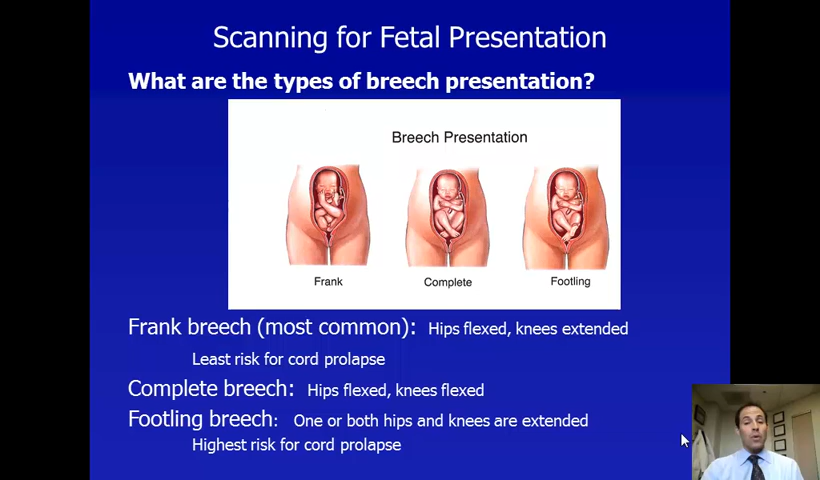 Scanning for Fetal Presentation
What are the types of breech presentation?
Breech Presentation
Frank
Complete
Footling
Frank breech (most common): Hips flexed, knees extended
Least risk for cord prolapse
Complete breech: Hips flexed, knees flexed
Footling breech: One or both hips and knees are extended
Highest risk for cord prolapse